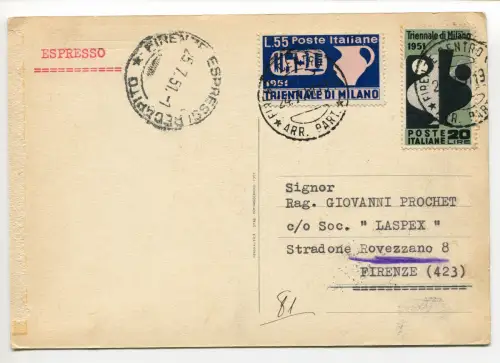 ESPRESSO
FIRENZE ESPRESSI RECAPITO
25.7.51.-1
L.55 Poste Italiane
1951
TRIENNALE DI MILANO
ARR. PART.
Triennale di Milano
1951
POSTE 20
ITALIANE LIRE
Signor
Rag. GIOVANNI PROCHET
c/o Soc. " LASPEX "
Stradone Rovezzano 8
FIRENZE (423)
81